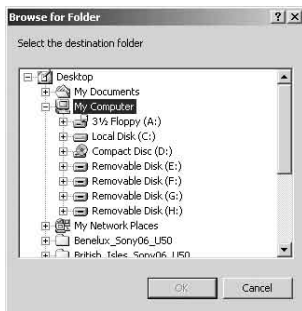 Browse for Folder
Select the destination folder
Desktop
My Documents
My Computer
3½ Floppy (A:)
Local Disk (C:)
Compact Disc (D:)
Removable Disk (E:)
Removable Disk (F:)
Removable Disk (G:)
Removable Disk (H:)
My Network Places
Benelux_Sony06_U50
British_Isles_Sony06_U50
OK
Cancel